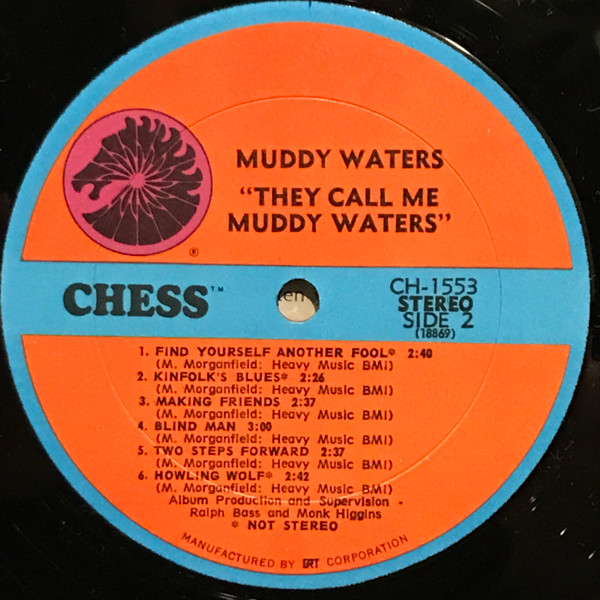 MUDDY WATERS
"THEY CALL ME
MUDDY WATERS"
®
CHESS™
CH-1553
STEREO
SIDE 2
(18869)
1. FIND YOURSELF ANOTHER FOOL* 2:40
(M. Morganfield: Heavy Music BMI)
2. KINFOLK'S BLUES* 2:26
(M. Morganfield: Heavy Music BMI)
3. MAKING FRIENDS 2:37
(M. Morganfield: Heavy Music BMI)
4. BLIND MAN 3:00
(M. Morganfield: Heavy Music BMI)
5. TWO STEPS FORWARD 2:37
(M. Morganfield: Heavy Music BMI)
6. HOWLING WOLF* 2:42
(M. Morganfield: Heavy Music BMI)
Album Production and Supervision -
Ralph Bass and Monk Higgins
* NOT STEREO
MANUFACTURED BY GRT CORPORATION